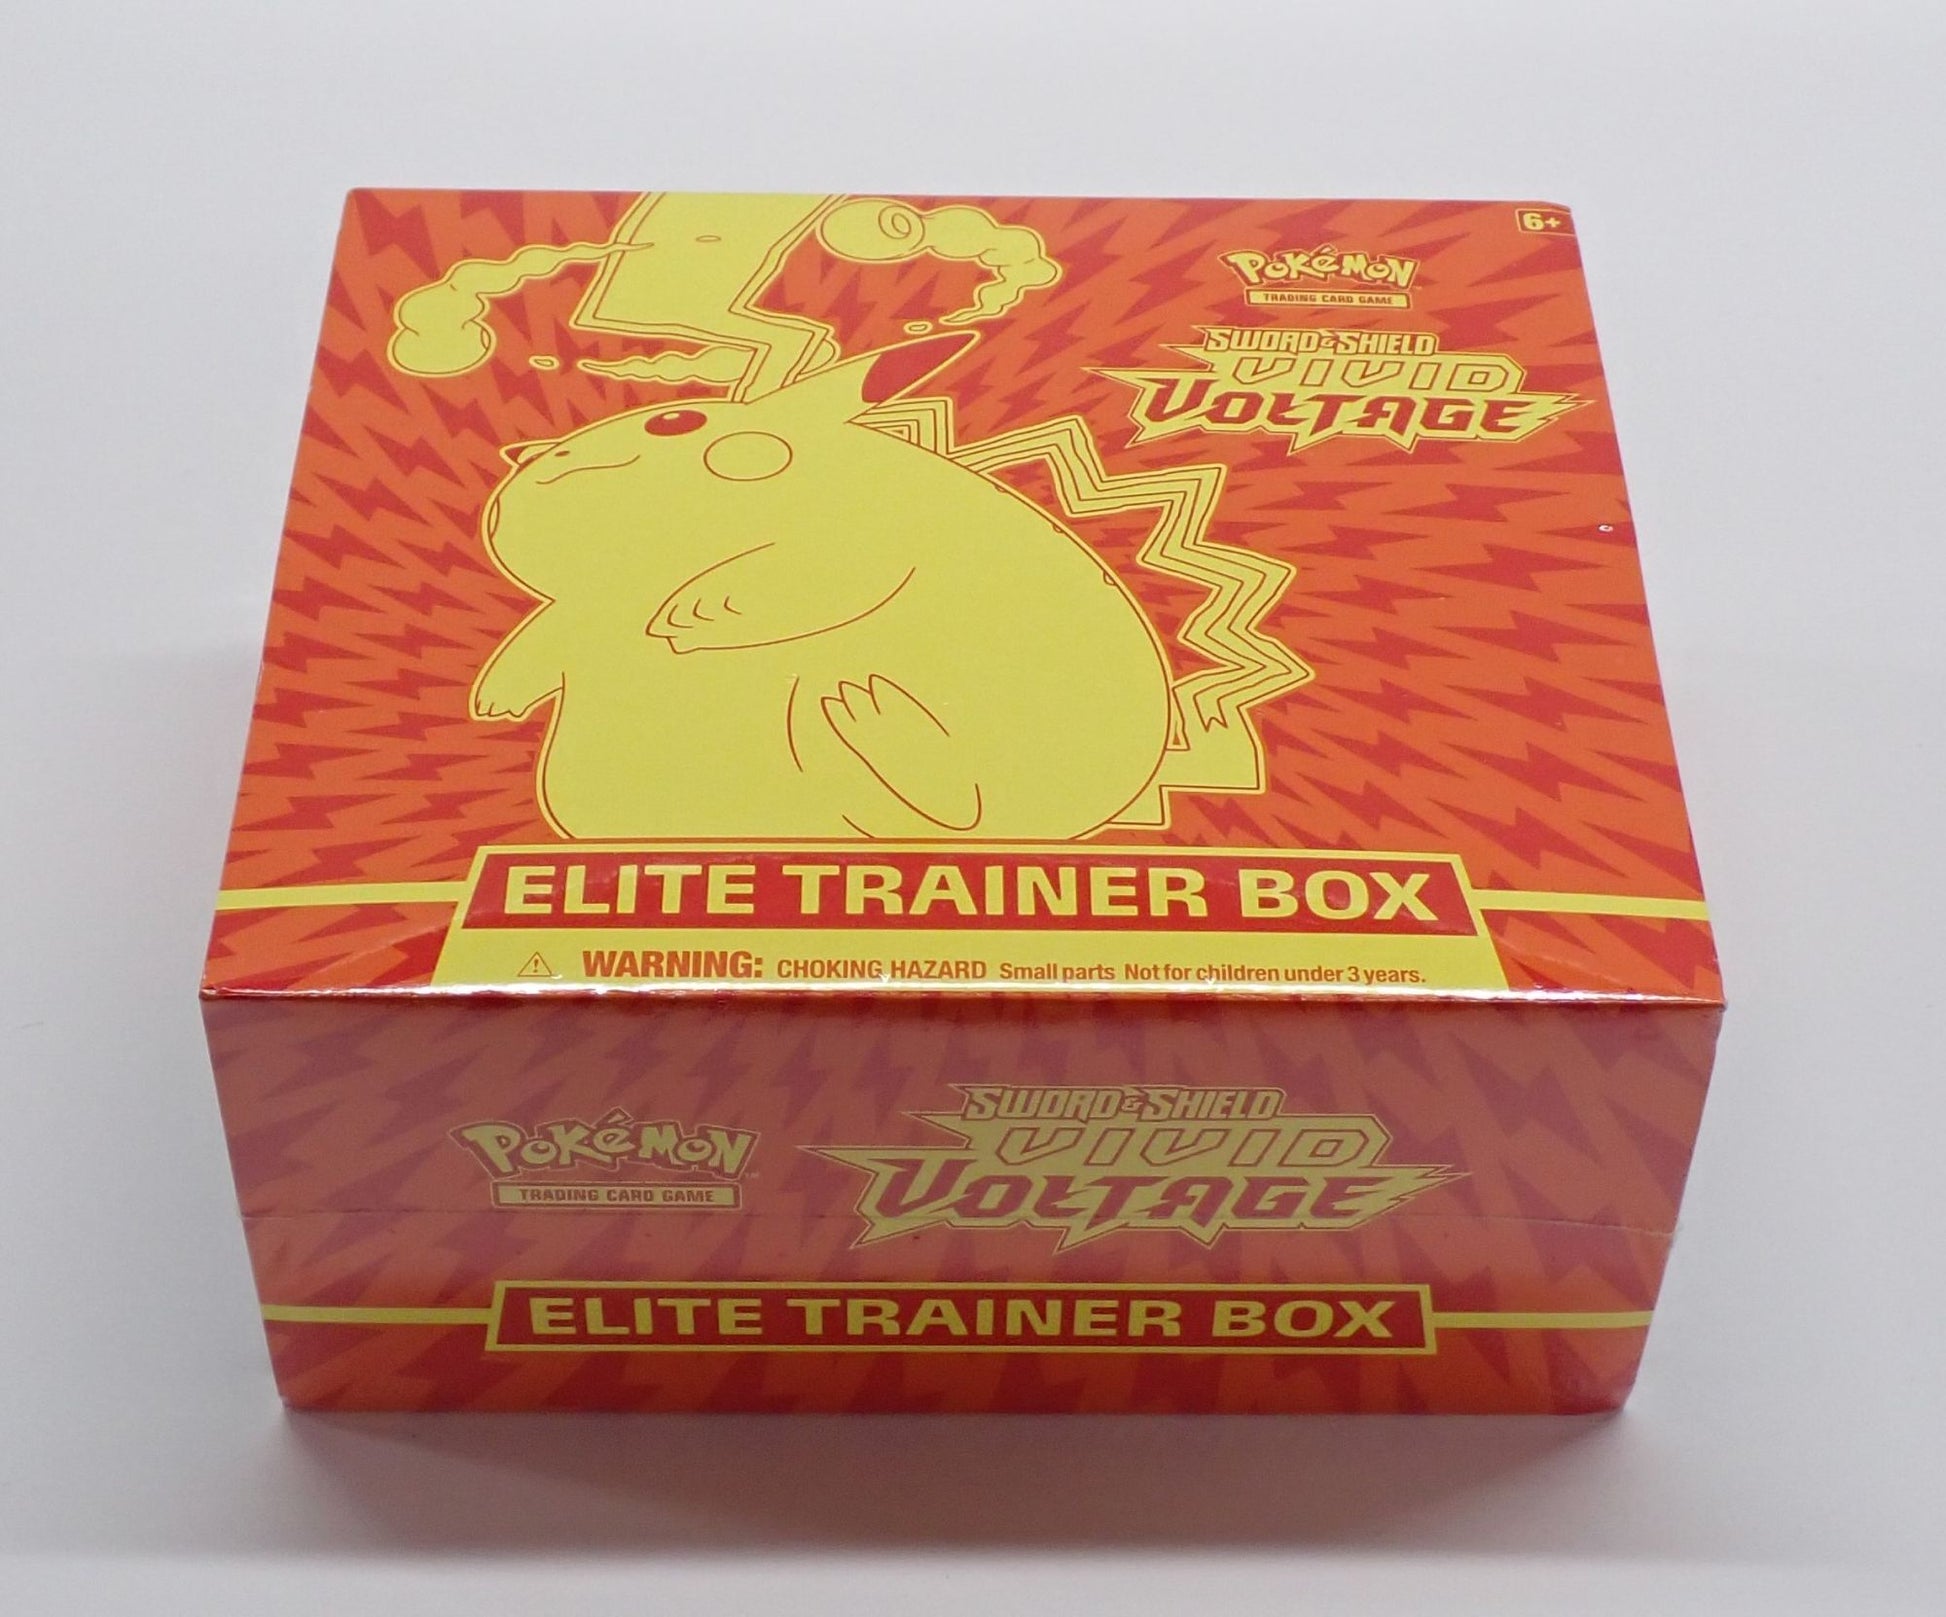 6+
POKéMON
TRADING CARD GAME
SWORD & SHIELD
VIVID
VOLTAGE
ELITE TRAINER BOX
WARNING: CHOKING HAZARD Small parts Not for children under 3 years.
POKéMON
TRADING CARD GAME
SWORD & SHIELD
VIVID
VOLTAGE
ELITE TRAINER BOX